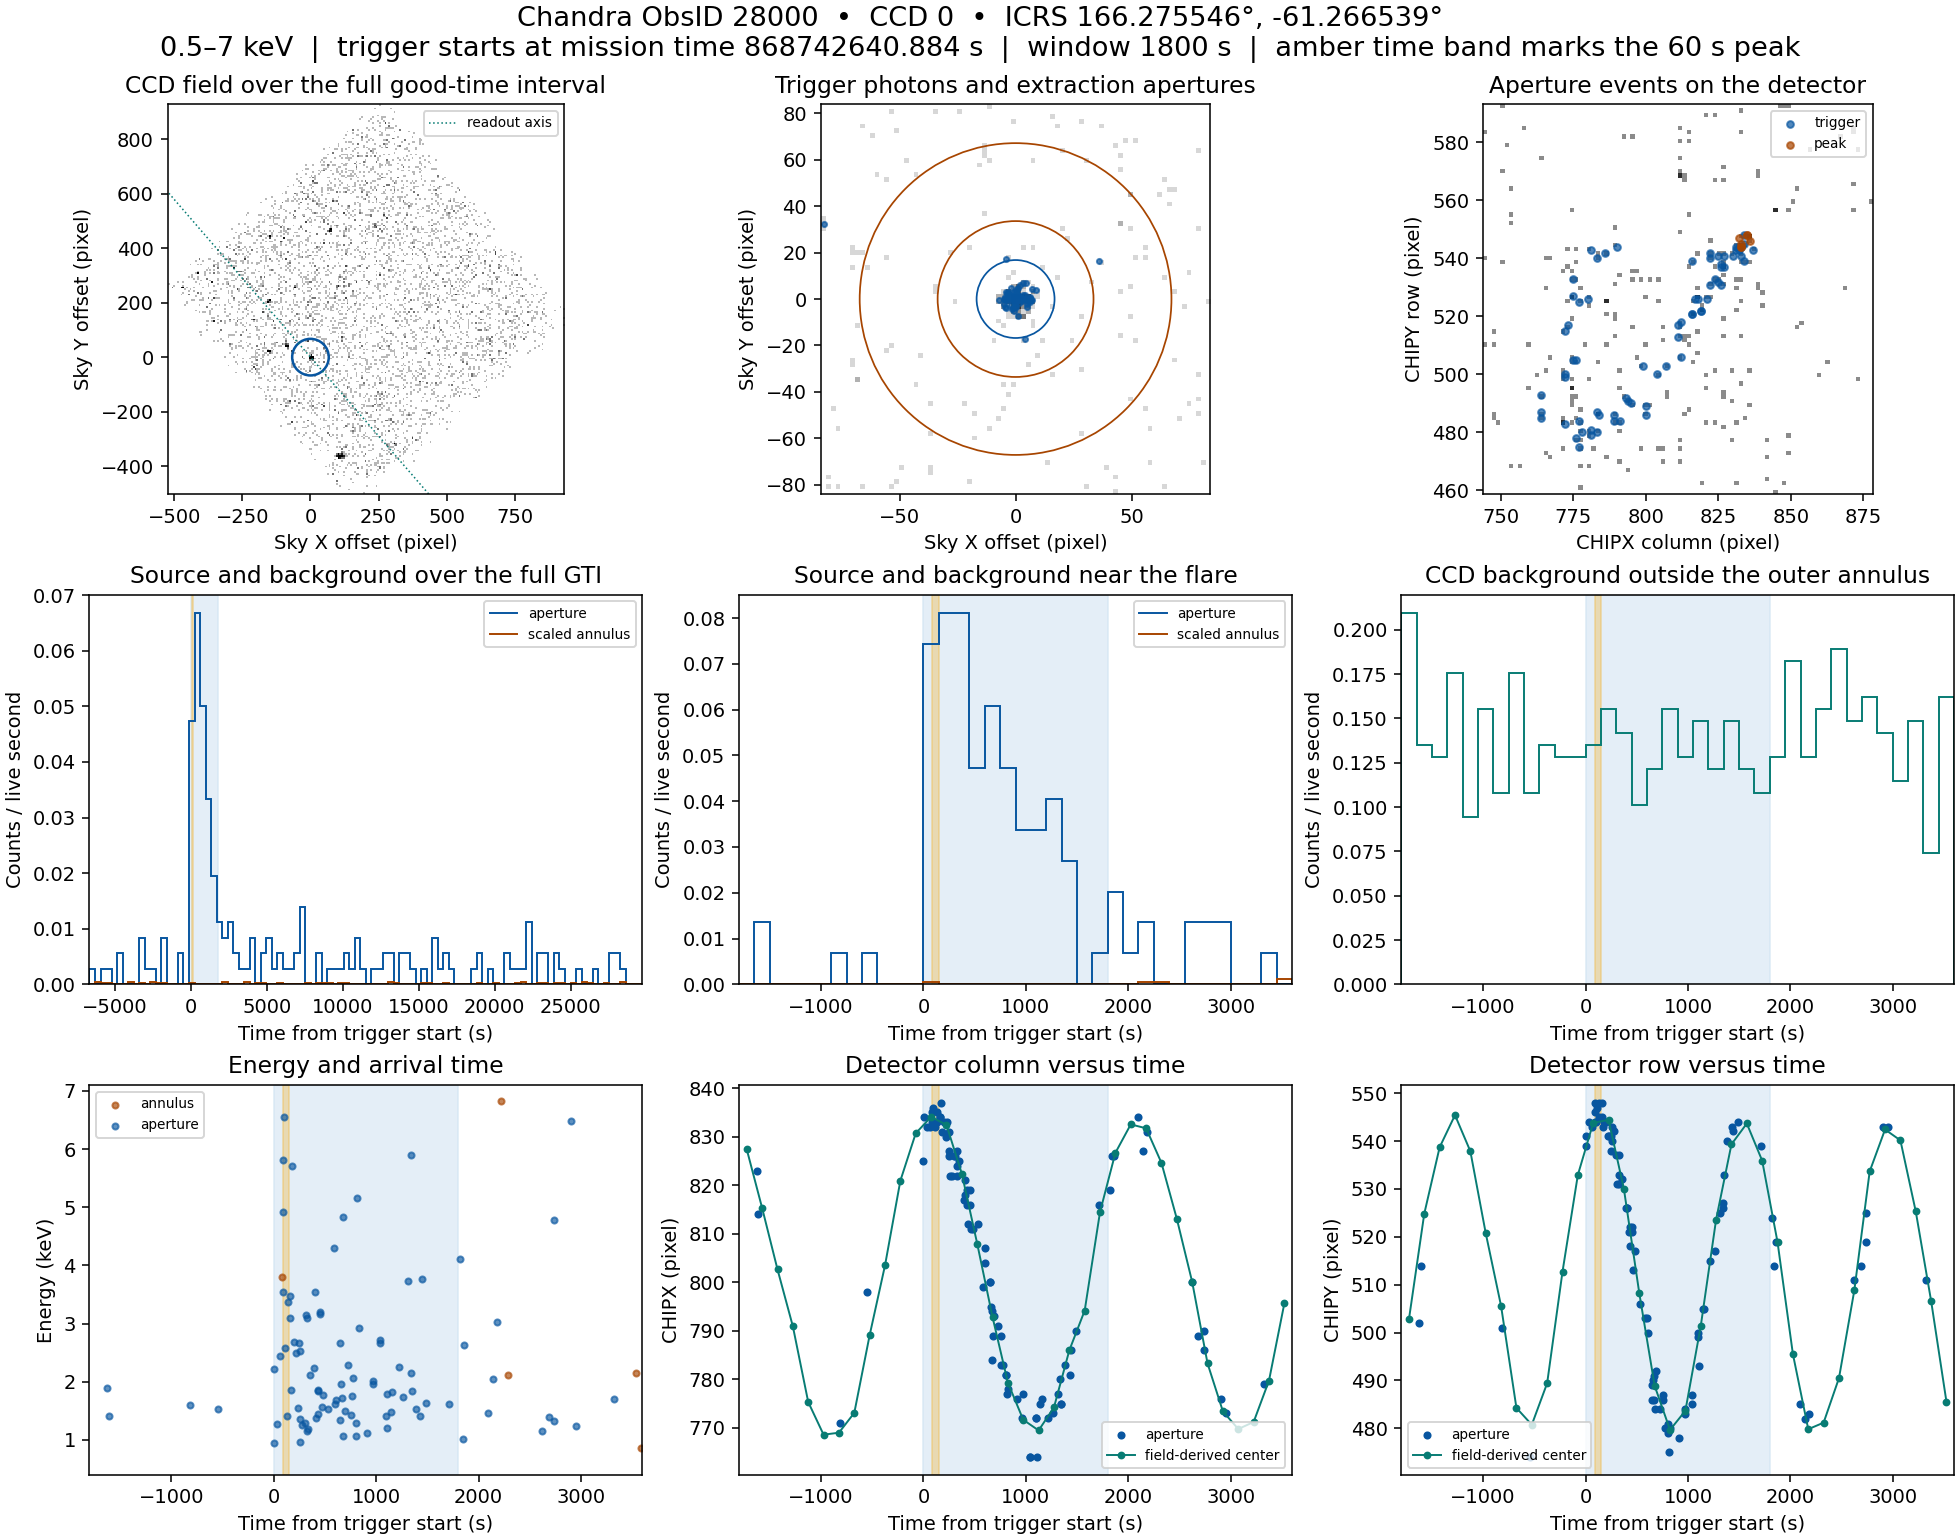 Chandra ObsID 28000 • CCD 0 • ICRS 166.275546°, -61.266539°
0.5–7 keV | trigger starts at mission time 868742640.884 s | window 1800 s | amber time band marks the 60 s peak
CCD field over the full good-time interval
readout axis
Sky Y offset (pixel)
800
600
400
200
0
−200
−400
−500
−250
0
250
500
750
Sky X offset (pixel)
Trigger photons and extraction apertures
Sky Y offset (pixel)
80
60
40
20
0
−20
−40
−60
−80
−50
0
50
Sky X offset (pixel)
Aperture events on the detector
trigger
peak
CHIPY row (pixel)
580
560
540
520
500
480
460
750
775
800
825
850
875
CHIPX column (pixel)
Source and background over the full GTI
aperture
scaled annulus
Counts / live second
0.07
0.06
0.05
0.04
0.03
0.02
0.01
0.00
−5000
0
5000
10000
15000
20000
25000
Time from trigger start (s)
Source and background near the flare
aperture
scaled annulus
Counts / live second
0.08
0.07
0.06
0.05
0.04
0.03
0.02
0.01
0.00
−1000
0
1000
2000
3000
Time from trigger start (s)
CCD background outside the outer annulus
Counts / live second
0.200
0.175
0.150
0.125
0.100
0.075
0.050
0.025
0.000
−1000
0
1000
2000
3000
Time from trigger start (s)
Energy and arrival time
annulus
aperture
Energy (keV)
7
6
5
4
3
2
1
−1000
0
1000
2000
3000
Time from trigger start (s)
Detector column versus time
CHIPX (pixel)
840
830
820
810
800
790
780
770
aperture
field-derived center
−1000
0
1000
2000
3000
Time from trigger start (s)
Detector row versus time
CHIPY (pixel)
550
540
530
520
510
500
490
480
aperture
field-derived center
−1000
0
1000
2000
3000
Time from trigger start (s)